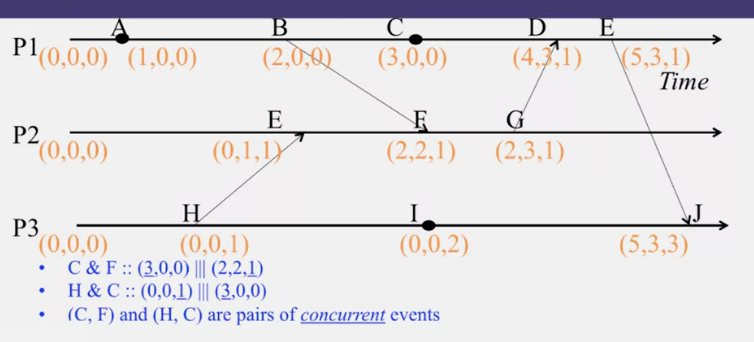 A B C D E
P1 (0,0,0) (1,0,0) (2,0,0) (3,0,0) (4,3,1) (5,3,1)
Time
E F G
P2 (0,0,0) (0,1,1) (2,2,1) (2,3,1)
H I J
P3 (0,0,0) (0,0,1) (0,0,2) (5,3,3)
• C & F :: (3,0,0) ||| (2,2,1)
• H & C :: (0,0,1) ||| (3,0,0)
• (C, F) and (H, C) are pairs of concurrent events